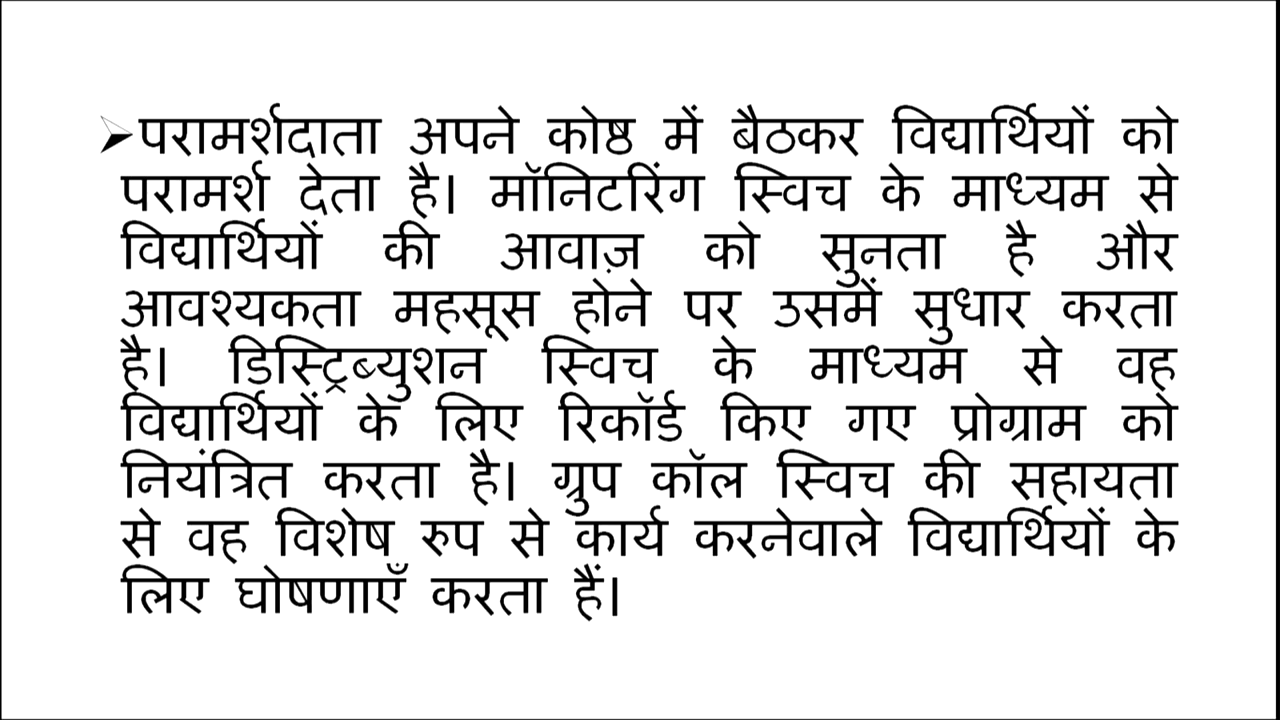 ➢परामर्शदाता अपने कोष्ठ में बैठकर विद्यार्थियों को
परामर्श देता है। मॉनिटरिंग स्विच के माध्यम से
विद्यार्थियों की आवाज़ को सुनता है और
आवश्यकता महसूस होने पर उसमें सुधार करता
है। डिस्ट्रिब्युशन स्विच के माध्यम से वह
विद्यार्थियों के लिए रिकॉर्ड किए गए प्रोग्राम को
नियंत्रित करता है। ग्रुप कॉल स्विच की सहायता
से वह विशेष रुप से कार्य करनेवाले विद्यार्थियों के
लिए घोषणाएँ करता हैं।